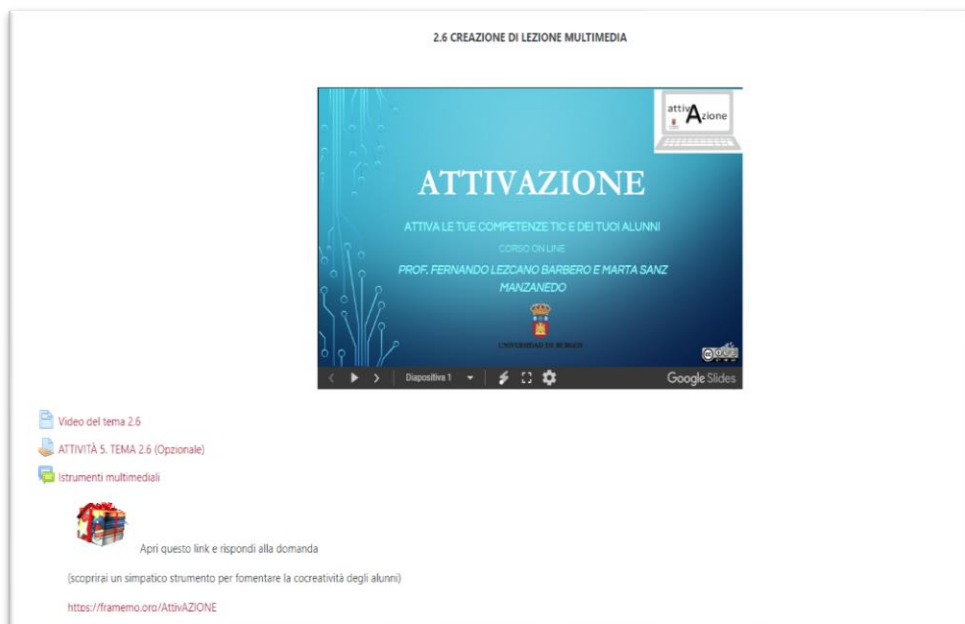 2.6 CREAZIONE DI LEZIONE MULTIMEDIA
attivAzione
ATTIVAZIONE
ATTIVA LE TUE COMPETENZE TIC E DEI TUOI ALUNNI
CORSO ON LINE
PROF. FERNANDO LEZCANO BARBERO E MARTA SANZ
MANZANEDO
UNIVERSIDAD DE BURGOS
Diapositiva 1
Google Slides
Video del tema 2.6
ATTIVITÀ 5. TEMA 2.6 (Opzionale)
Istrumenti multimediali
Apri questo link e rispondi alla domanda
(scoprirai un simpatico strumento per fomentare la cocreatività degli alunni)
https://framemo.org/AttivAZIONE